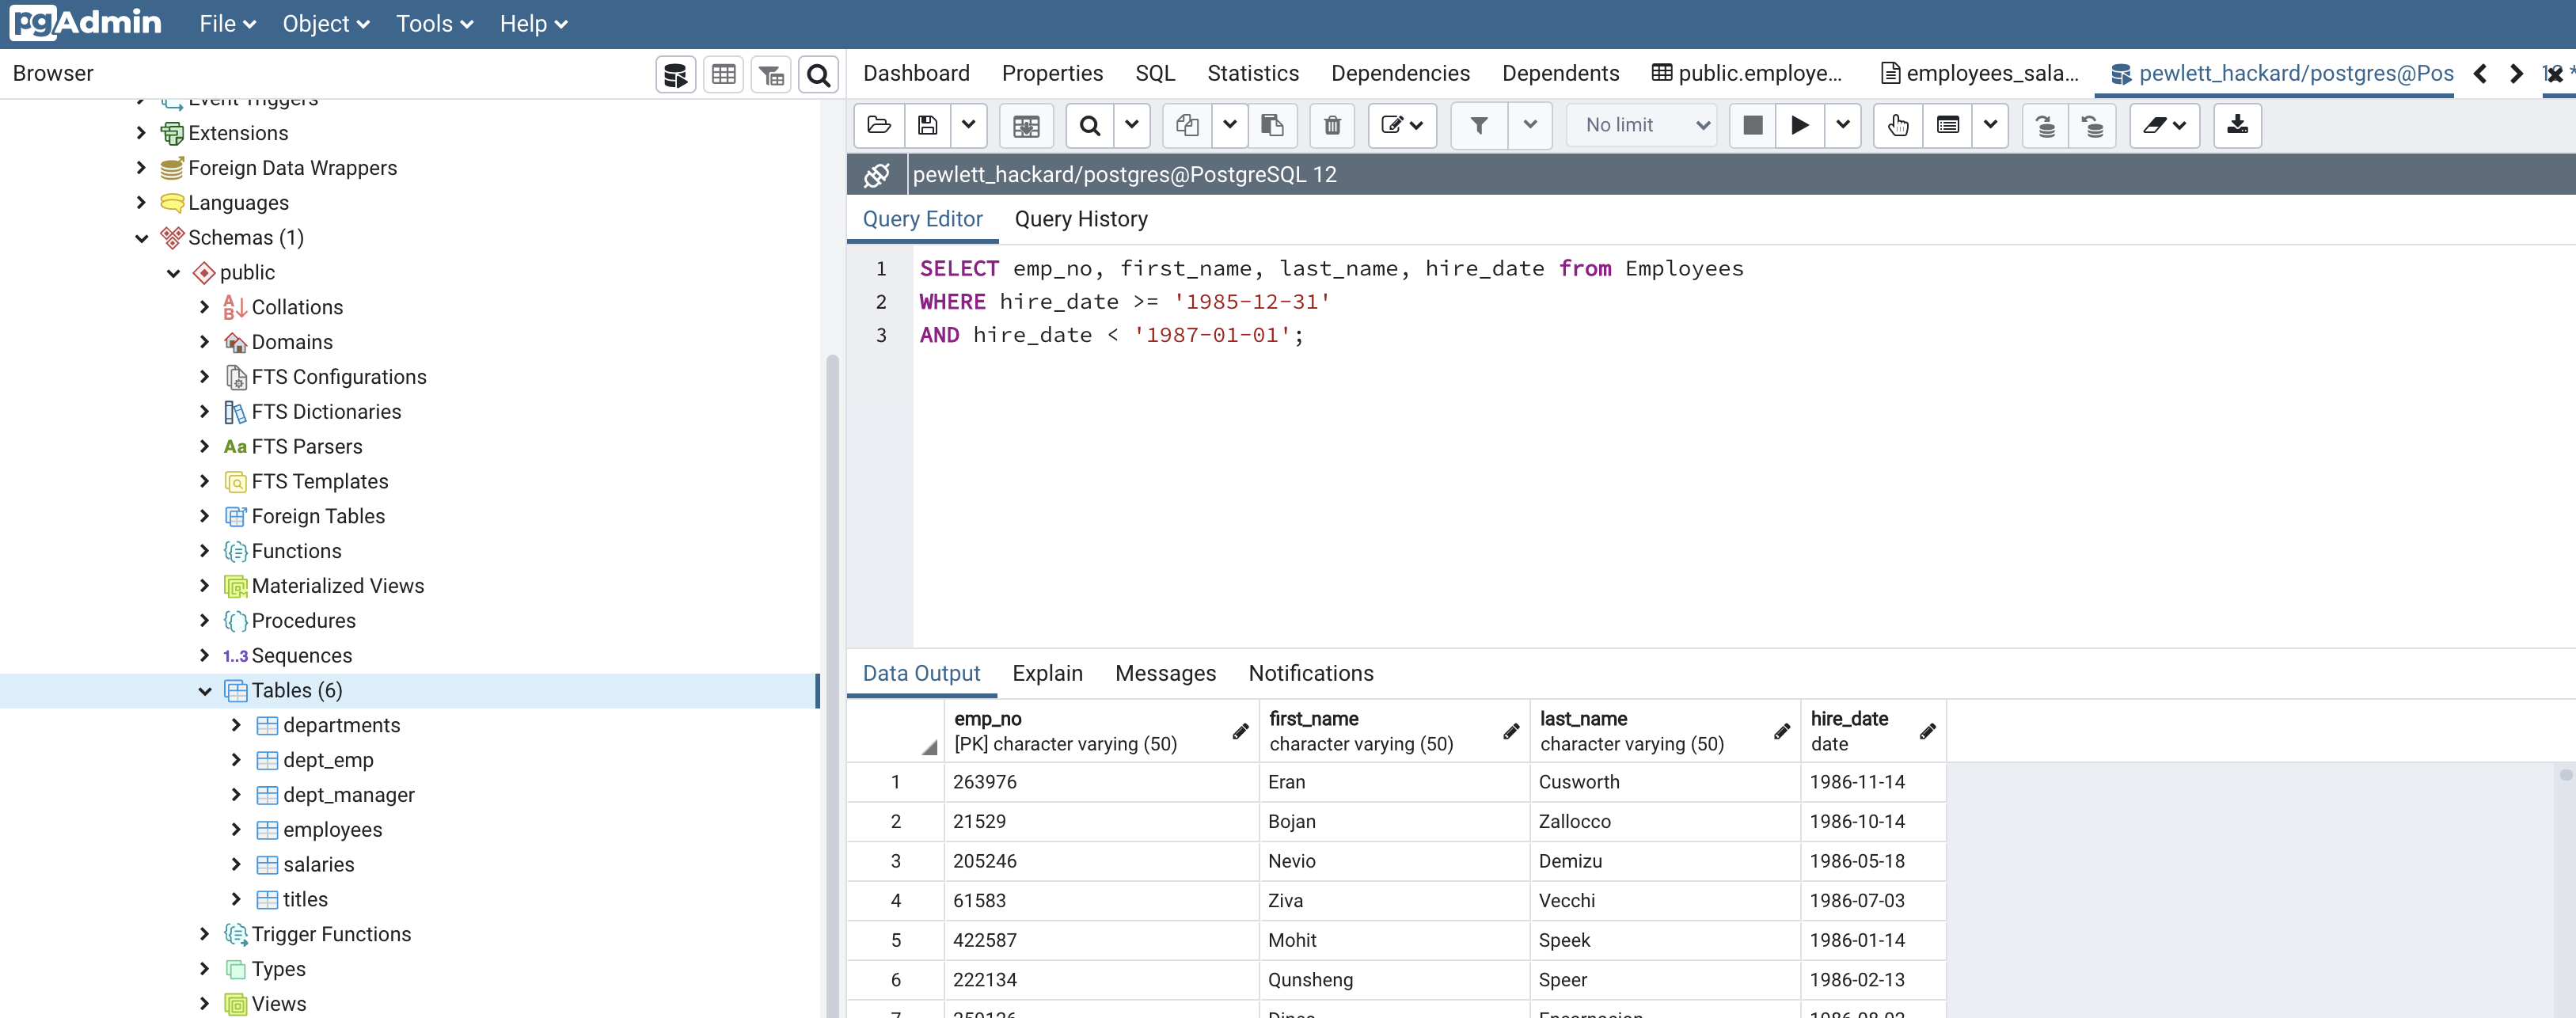 pgAdmin File Object Tools Help
Browser
Dashboard Properties SQL Statistics Dependencies Dependents public.employe... employees_sala... pewlett_hackard/postgres@Pos
Event Triggers
Extensions
Foreign Data Wrappers
Languages
Schemas (1)
public
Collations
Domains
FTS Configurations
FTS Dictionaries
Aa FTS Parsers
FTS Templates
Foreign Tables
Functions
Materialized Views
Procedures
1..3 Sequences
Tables (6)
departments
dept_emp
dept_manager
employees
salaries
titles
Trigger Functions
Types
Views
No limit
pewlett_hackard/postgres@PostgreSQL 12
Query Editor Query History
1 SELECT emp_no, first_name, last_name, hire_date from Employees
2 WHERE hire_date >= '1985-12-31'
3 AND hire_date < '1987-01-01';
Data Output Explain Messages Notifications
emp_no first_name last_name hire_date
[PK] character varying (50) character varying (50) character varying (50) date
1 263976 Eran Cusworth 1986-11-14
2 21529 Bojan Zallocco 1986-10-14
3 205246 Nevio Demizu 1986-05-18
4 61583 Ziva Vecchi 1986-07-03
5 422587 Mohit Speek 1986-01-14
6 222134 Qunsheng Speer 1986-02-13